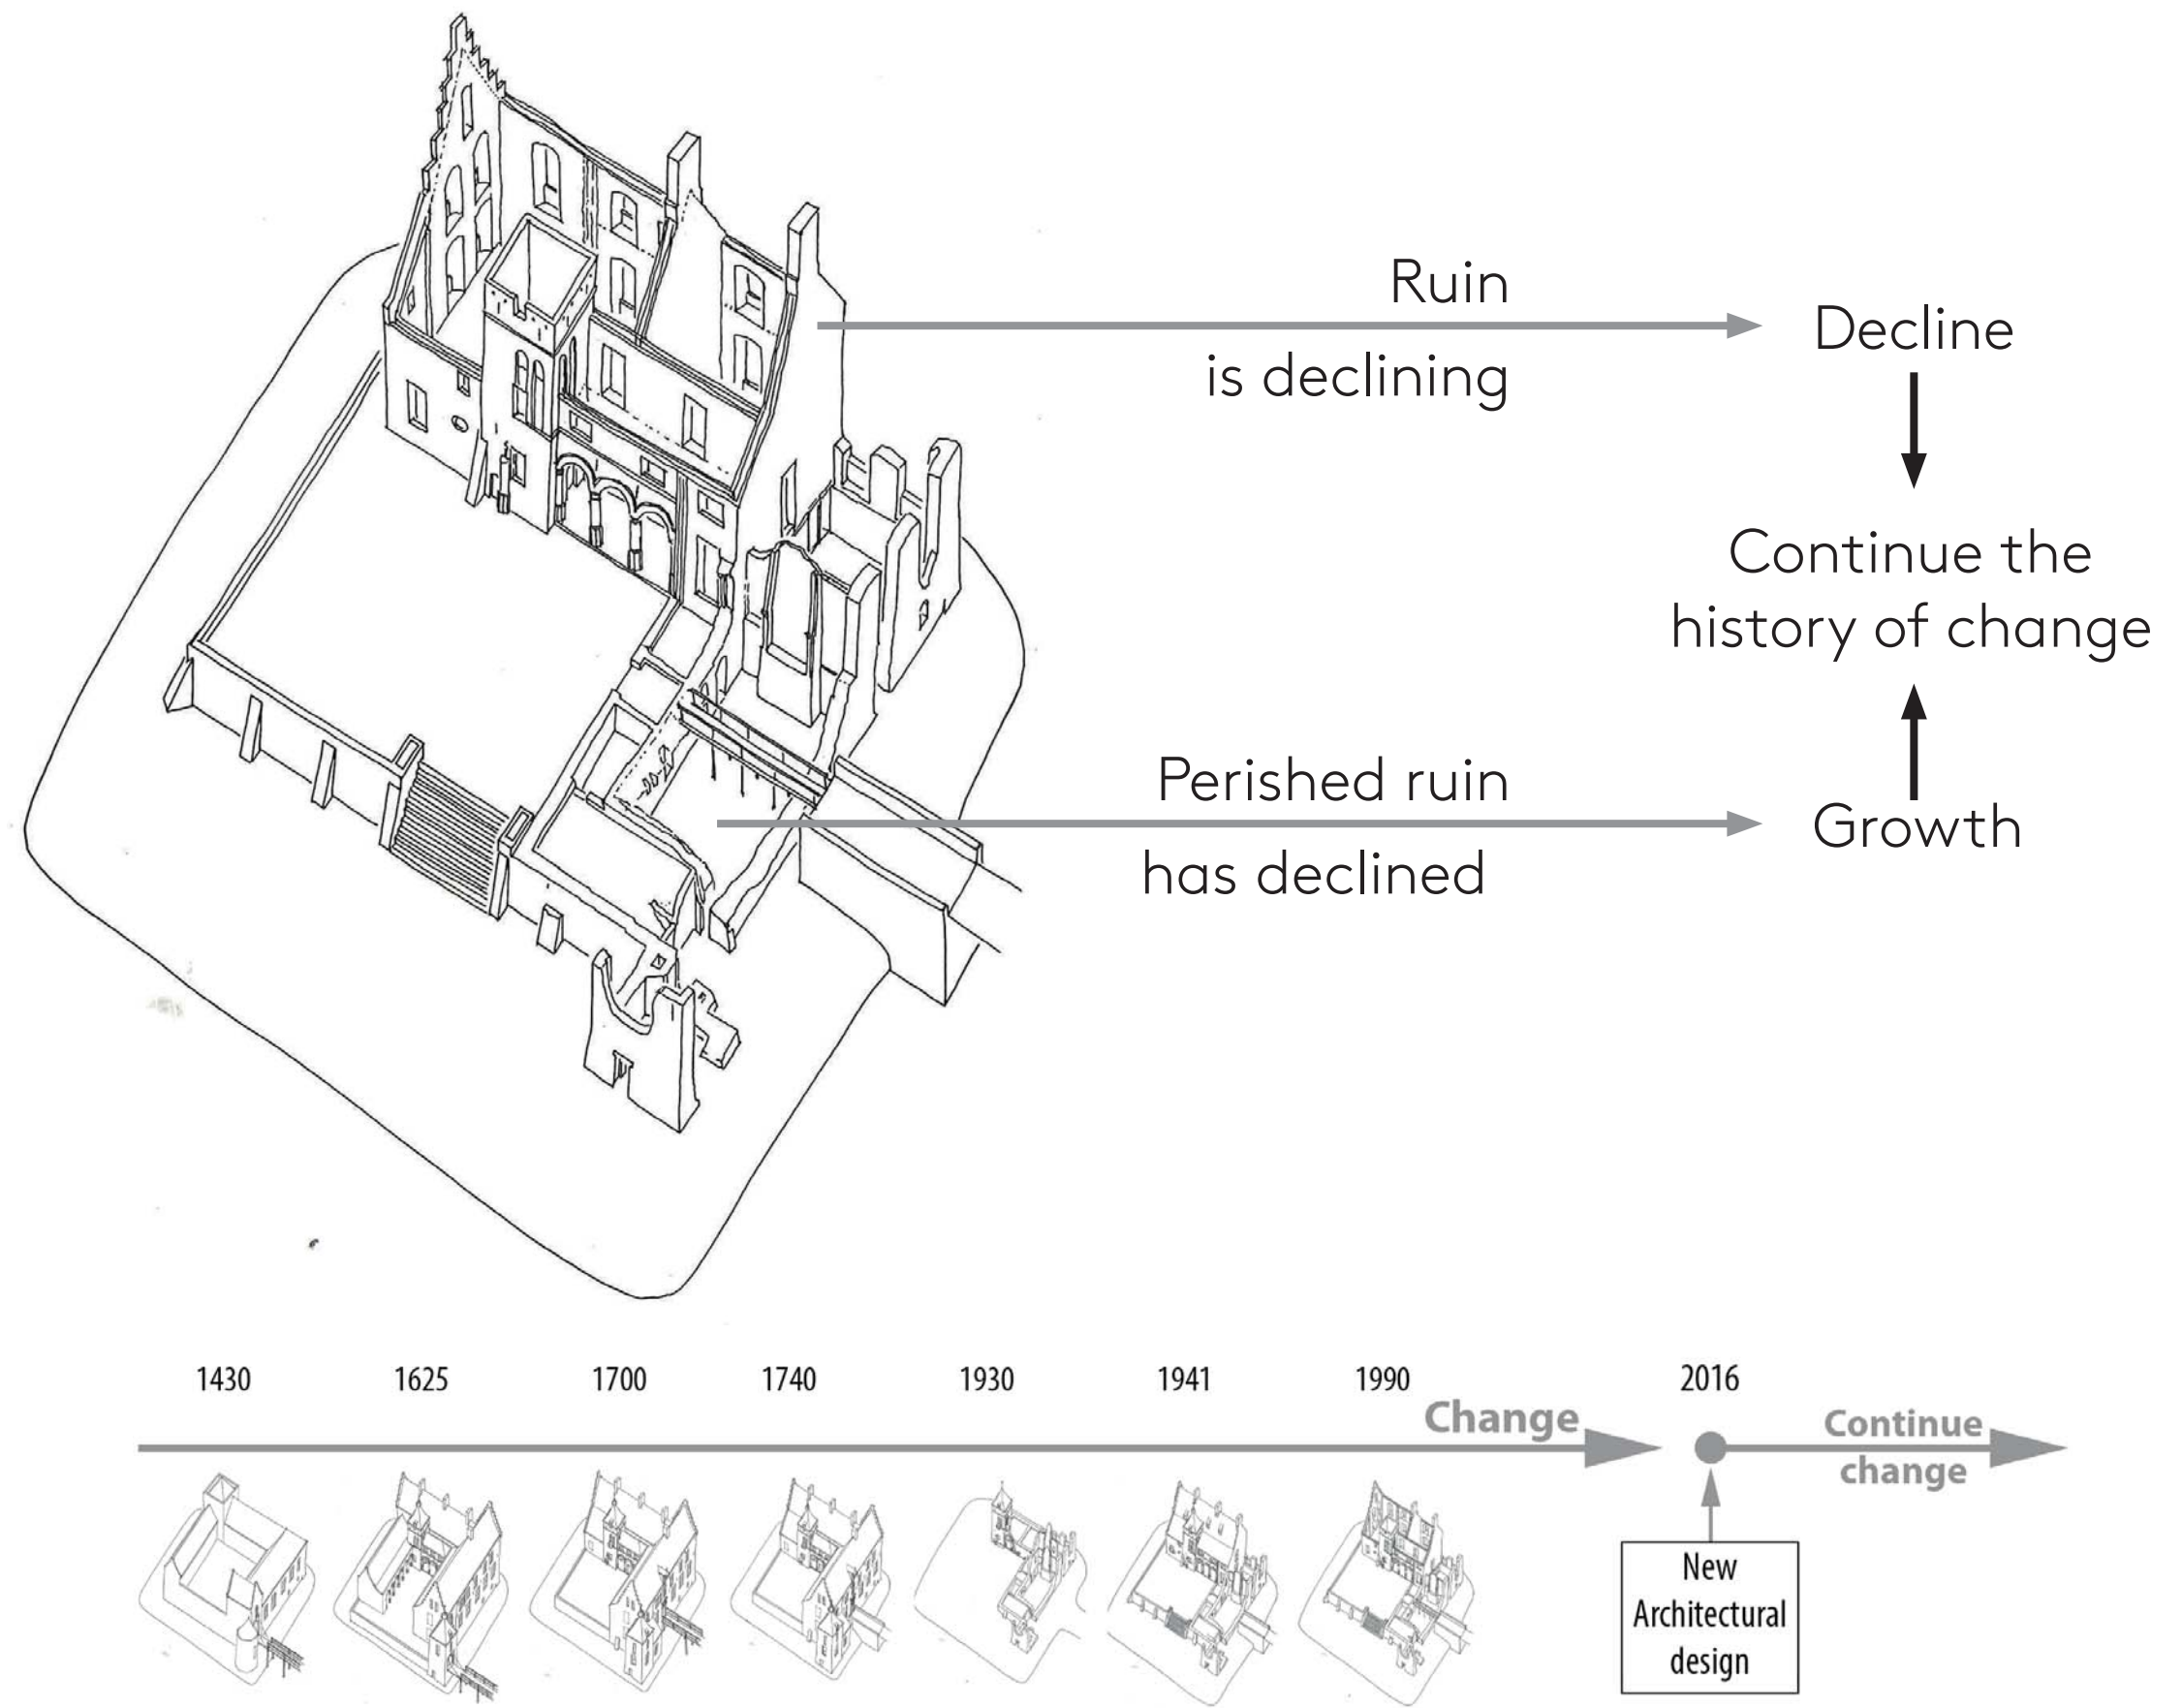 Ruin
is declining
Decline
Continue the
history of change
Perished ruin
has declined
Growth
1430 1625 1700 1740 1930 1941 1990 2016
Change
Continue
change
New
Architectural
design